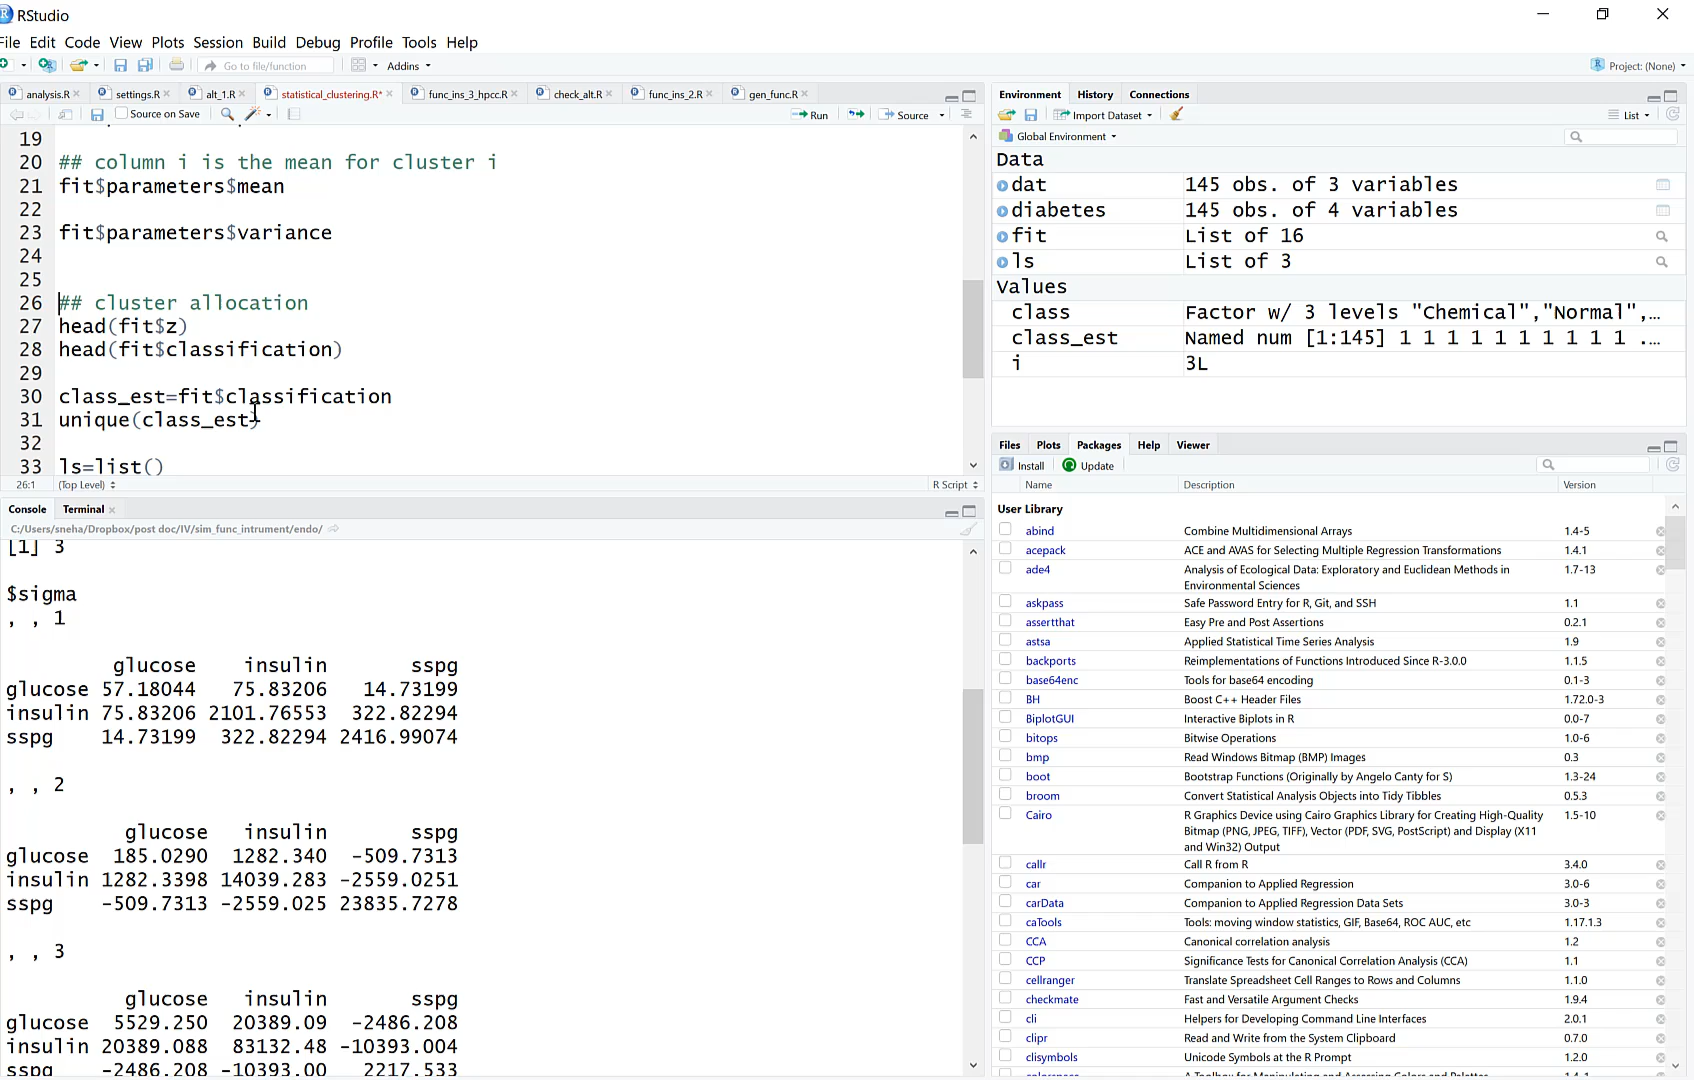 RStudio
File Edit Code View Plots Session Build Debug Profile Tools Help
Go to file/function Addins Project: (None)
analysis.R settings.R alt_1.R statistical_clustering.R* func_ins_3_hpcc.R check_alt.R func_ins_2.R gen_func.R
Source on Save Run Source
19
20 ## column i is the mean for cluster i
21 fit$parameters$mean
22
23 fit$parameters$variance
24
25
26 ## cluster allocation
27 head(fit$z)
28 head(fit$classification)
29
30 class_est=fit$classification
31 unique(class_est)
32
33 ls=list()
26:1 (Top Level) R Script
Console Terminal
C:/Users/sneha/Dropbox/post doc/IV/sim_func_intrument/endo/
[1] 3
$sigma
, , 1
glucose insulin sspg
glucose 57.18044 75.83206 14.73199
insulin 75.83206 2101.76553 322.82294
sspg 14.73199 322.82294 2416.99074
, , 2
glucose insulin sspg
glucose 185.0290 1282.340 -509.7313
insulin 1282.3398 14039.283 -2559.0251
sspg -509.7313 -2559.025 23835.7278
, , 3
glucose insulin sspg
glucose 5529.250 20389.09 -2486.208
insulin 20389.088 83132.48 -10393.004
sspg -2486.208 -10393.00 2217.533
Environment History Connections
Import Dataset List
Global Environment
Data
dat 145 obs. of 3 variables
diabetes 145 obs. of 4 variables
fit List of 16
ls List of 3
Values
class Factor w/ 3 levels "Chemical","Normal",…
class_est Named num [1:145] 1 1 1 1 1 1 1 1 1 1 .…
i 3L
Files Plots Packages Help Viewer
Install Update
Name Description Version
User Library
abind Combine Multidimensional Arrays 1.4-5
acepack ACE and AVAS for Selecting Multiple Regression Transformations 1.4.1
ade4 Analysis of Ecological Data: Exploratory and Euclidean Methods in 1.7-13
Environmental Sciences
askpass Safe Password Entry for R, Git, and SSH 1.1
assertthat Easy Pre and Post Assertions 0.2.1
astsa Applied Statistical Time Series Analysis 1.9
backports Reimplementations of Functions Introduced Since R-3.0.0 1.1.5
base64enc Tools for base64 encoding 0.1-3
BH Boost C++ Header Files 1.72.0-3
BiplotGUI Interactive Biplots in R 0.0-7
bitops Bitwise Operations 1.0-6
bmp Read Windows Bitmap (BMP) Images 0.3
boot Bootstrap Functions (Originally by Angelo Canty for S) 1.3-24
broom Convert Statistical Analysis Objects into Tidy Tibbles 0.5.3
Cairo R Graphics Device using Cairo Graphics Library for Creating High-Quality 1.5-10
Bitmap (PNG, JPEG, TIFF), Vector (PDF, SVG, PostScript) and Display (X11
and Win32) Output
callr Call R from R 3.4.0
car Companion to Applied Regression 3.0-6
carData Companion to Applied Regression Data Sets 3.0-3
caTools Tools: moving window statistics, GIF, Base64, ROC AUC, etc 1.17.1.3
CCA Canonical correlation analysis 1.2
CCP Significance Tests for Canonical Correlation Analysis (CCA) 1.1
cellranger Translate Spreadsheet Cell Ranges to Rows and Columns 1.1.0
checkmate Fast and Versatile Argument Checks 1.9.4
cli Helpers for Developing Command Line Interfaces 2.0.1
clipr Read and Write from the System Clipboard 0.7.0
clisymbols Unicode Symbols at the R Prompt 1.2.0